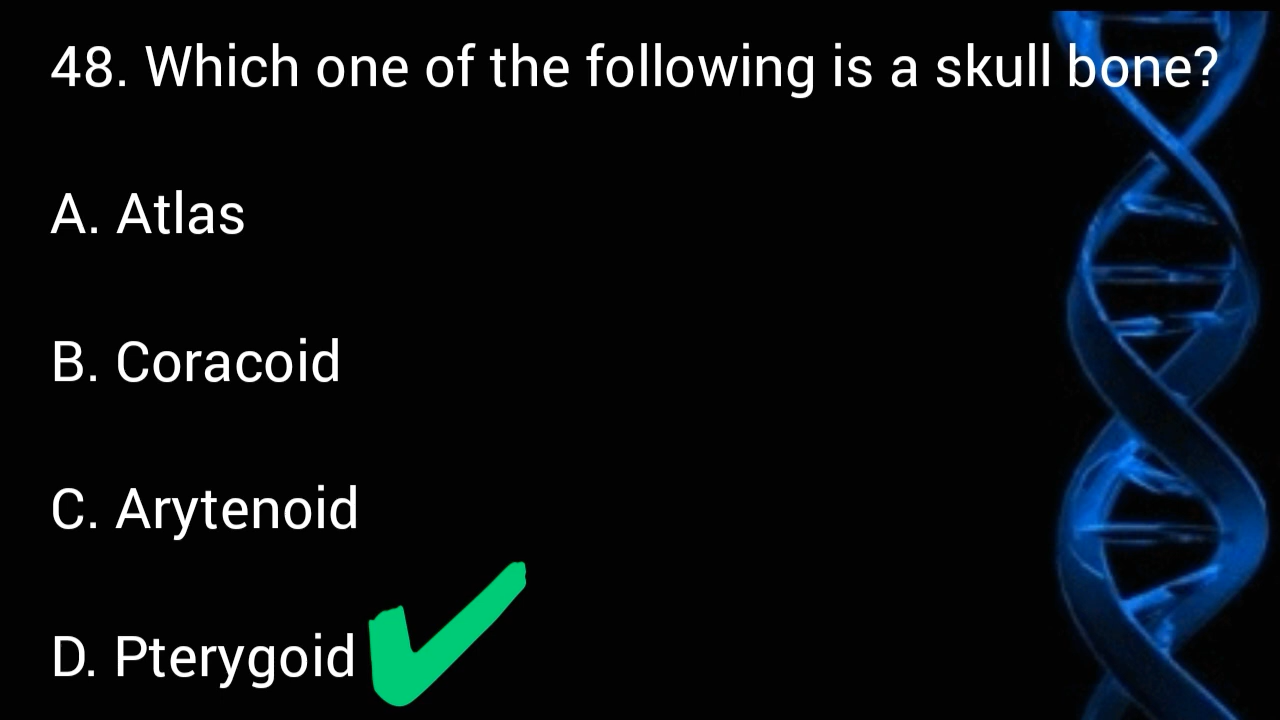 48. Which one of the following is a skull bone?
A. Atlas
B. Coracoid
C. Arytenoid
D. Pterygoid